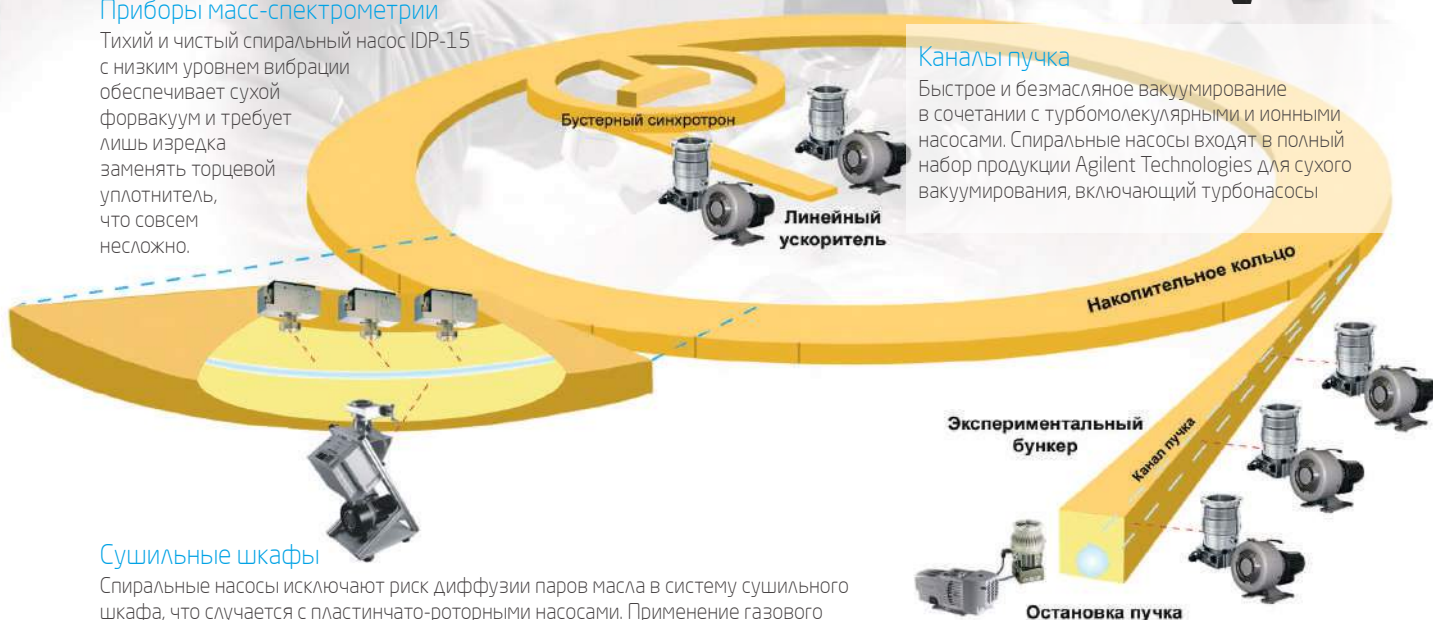 Приборы масс-спектрометрии
Тихий и чистый спиральный насос IDP-15
с низким уровнем вибрации
обеспечивает сухой
форвакуум и требует
лишь изредка
заменять торцевой
уплотнитель,
что совсем
несложно.
Каналы пучка
Быстрое и безмасляное вакуумирование
в сочетании с турбомолекулярными и ионными
насосами. Спиральные насосы входят в полный
набор продукции Agilent Technologies для сухого
вакуумирования, включающий турбонасосы
Бустерный синхротрон
Линейный
ускоритель
Накопительное кольцо
Экспериментальный
бункер
Канал пучка
Остановка пучка
Сушильные шкафы
Спиральные насосы исключают риск диффузии паров масла в систему сушильного
шкафа, что случается с пластинчато-роторными насосами. Применение газового